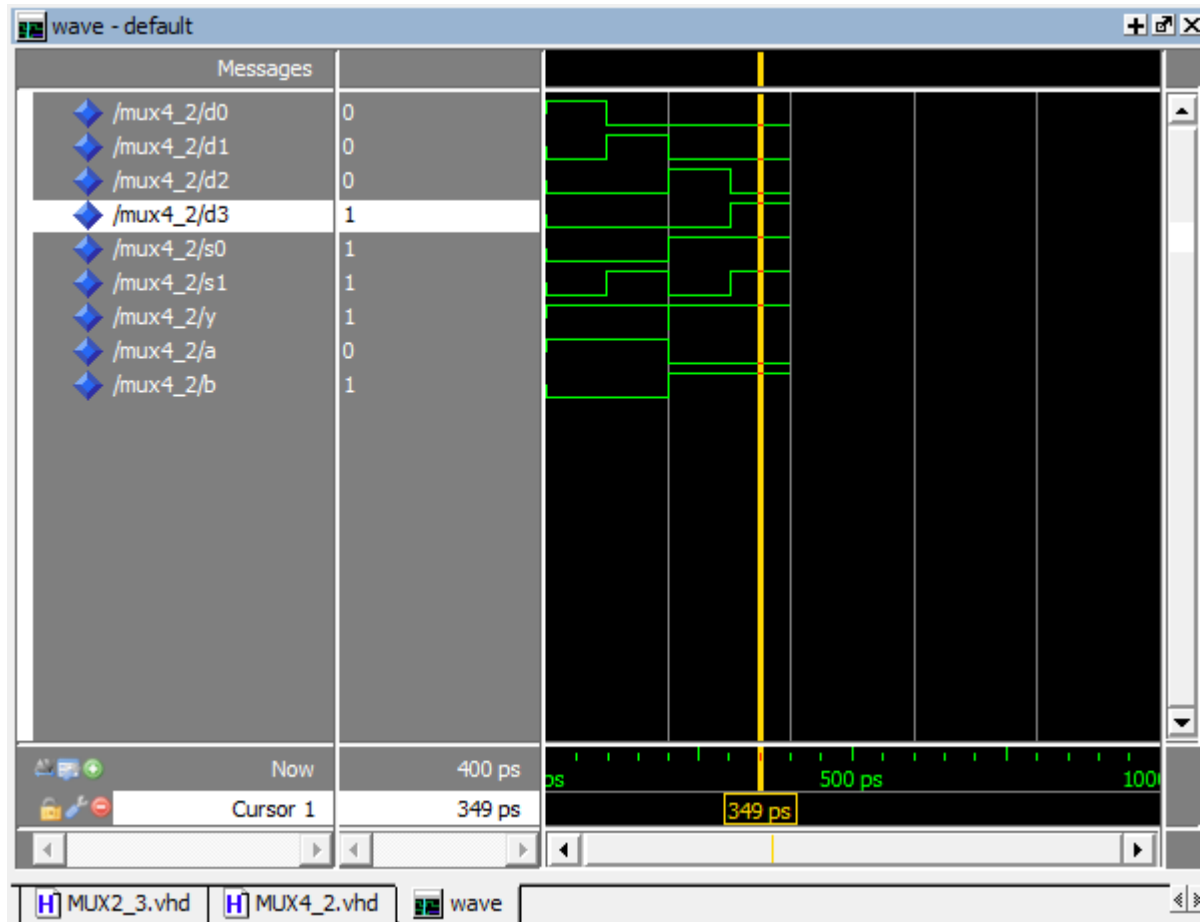 wave - default
Messages
/mux4_2/d0 0
/mux4_2/d1 0
/mux4_2/d2 0
/mux4_2/d3 1
/mux4_2/s0 1
/mux4_2/s1 1
/mux4_2/y 1
/mux4_2/a 0
/mux4_2/b 1
Now 400 ps ps 500 ps 1000
Cursor 1 349 ps 349 ps
MUX2_3.vhd MUX4_2.vhd wave